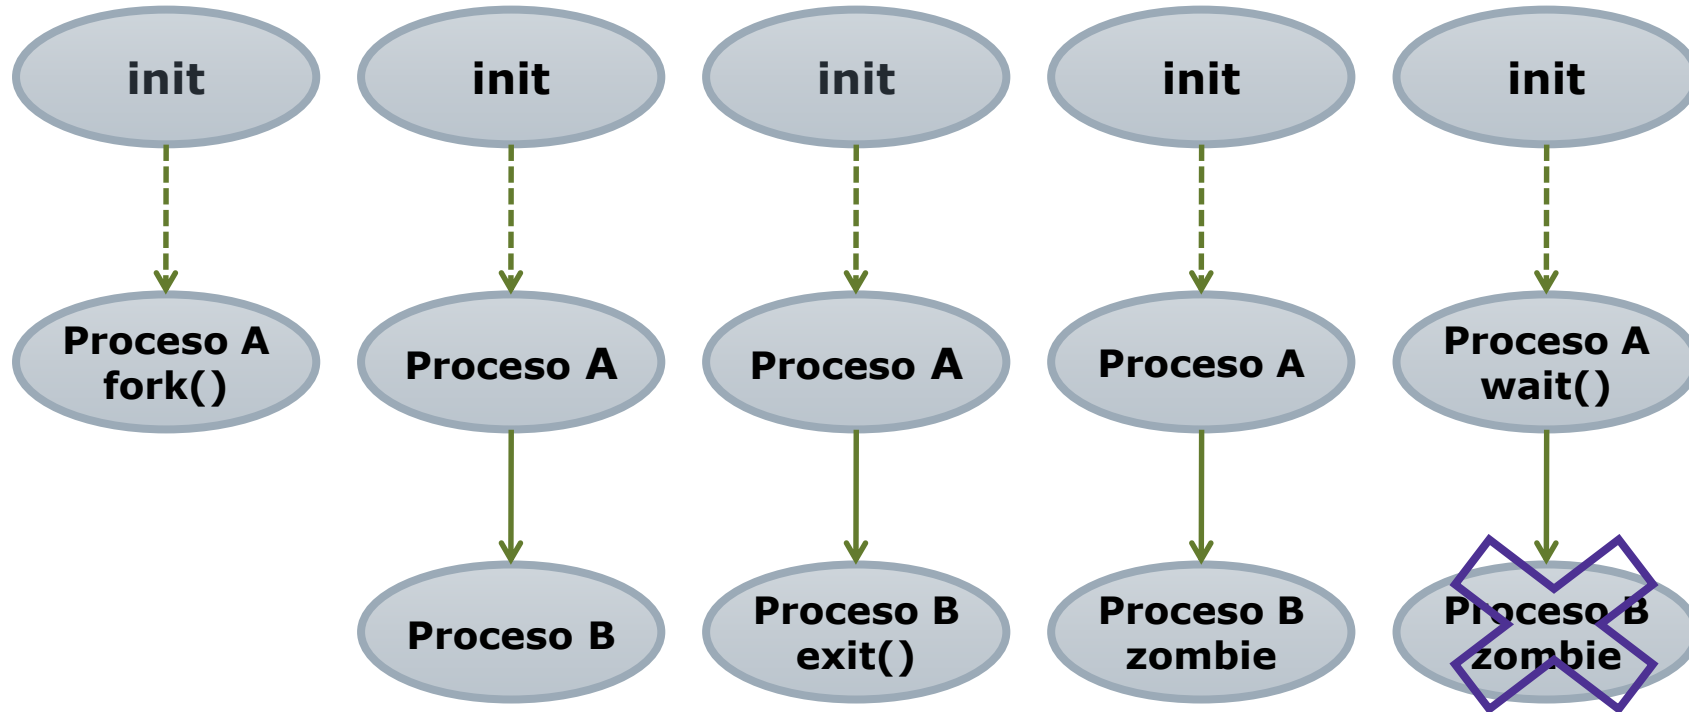 init
init
init
init
init
Proceso A
fork()
Proceso A
Proceso A
Proceso A
Proceso A
wait()
Proceso B
Proceso B
exit()
Proceso B
zombie
Proceso B
zombie